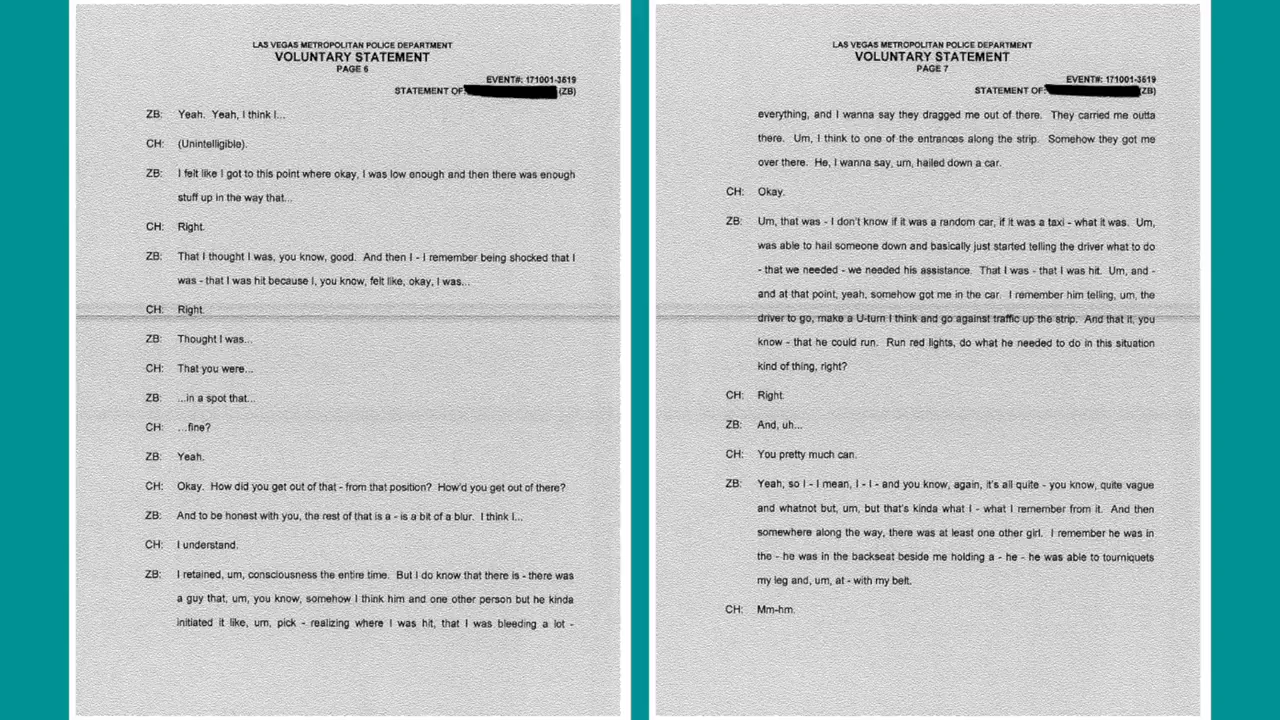 LAS VEGAS METROPOLITAN POLICE DEPARTMENT
VOLUNTARY STATEMENT
PAGE 6
EVENT#: 171001-3519
STATEMENT OF: (ZB)
ZB: Yeah. Yeah, I think I...
CH: (Unintelligible).
ZB: I felt like I got to this point where okay, I was low enough and then there was enough
stuff up in the way that...
CH: Right.
ZB: That I thought I was, you know, good. And then I - I remember being shocked that I
was - that I was hit because I, you know, felt like, okay, I was...
CH: Right.
ZB: Thought I was...
CH: That you were...
ZB: ...in a spot that...
CH: ...fine?
ZB: Yeah.
CH: Okay. How did you get out of that - from that position? How'd you get out of there?
ZB: And to be honest with you, the rest of that is a - is a bit of a blur. I think I...
CH: I understand.
ZB: I retained, um, consciousness the entire time. But I do know that there is - there was
a guy that, um, you know, somehow I think him and one other person but he kinda
initiated it like, um, pick - realizing where I was hit, that I was bleeding a lot -
LAS VEGAS METROPOLITAN POLICE DEPARTMENT
VOLUNTARY STATEMENT
PAGE 7
EVENT#: 171001-3519
STATEMENT OF: (ZB)
everything, and I wanna say they dragged me out of there. They carried me outta
there. Um, I think to one of the entrances along the strip. Somehow they got me
over there. He, I wanna say, um, hailed down a car.
CH: Okay.
ZB: Um, that was - I don't know if it was a random car, if it was a taxi - what it was. Um,
was able to hail someone down and basically just started telling the driver what to do
- that we needed - we needed his assistance. That I was - that I was hit. Um, and -
and at that point, yeah, somehow got me in the car. I remember him telling, um, the
driver to go, make a U-turn I think and go against traffic up the strip. And that it, you
know - that he could run. Run red lights, do what he needed to do in this situation
kind of thing, right?
CH: Right.
ZB: And, uh...
CH: You pretty much can.
ZB: Yeah, so I - I mean, I - I - and you know, again, it's all quite - you know, quite vague
and whatnot but, um, but that's kinda what I - what I remember from it. And then
somewhere along the way, there was at least one other girl. I remember he was in
the - he was in the backseat beside me holding a - he - he was able to tourniquets
my leg and, um, at - with my belt.
CH: Mm-hm.